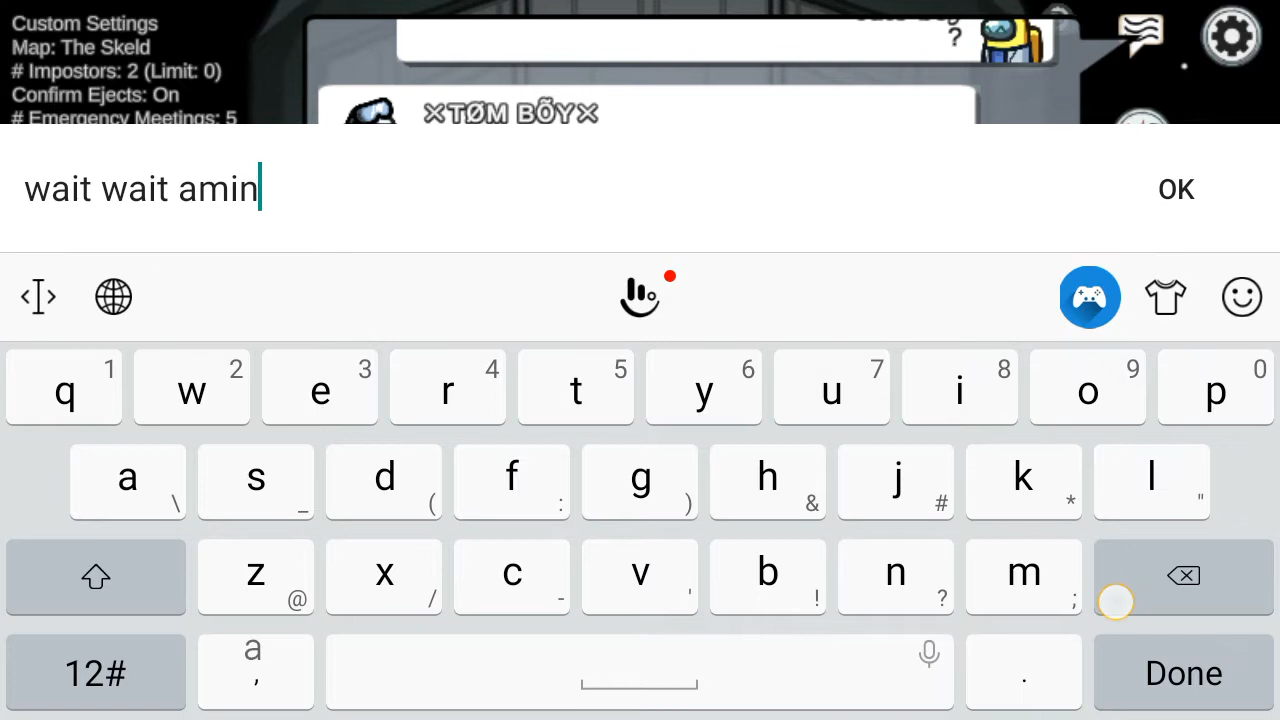 Custom Settings
Map: The Skeld
# Impostors: 2 (Limit: 0)
Confirm Ejects: On
# Emergency Meetings: 5
?
×TØM BÕY×
wait wait amin
OK
q 1 w 2 e 3 r 4 t 5 y 6 u 7 i 8 o 9 p 0
a \ s _ d ( f : g ) h & j # k * l "
z @ x / c - v ' b ! n ? m ;
12# a , . Done